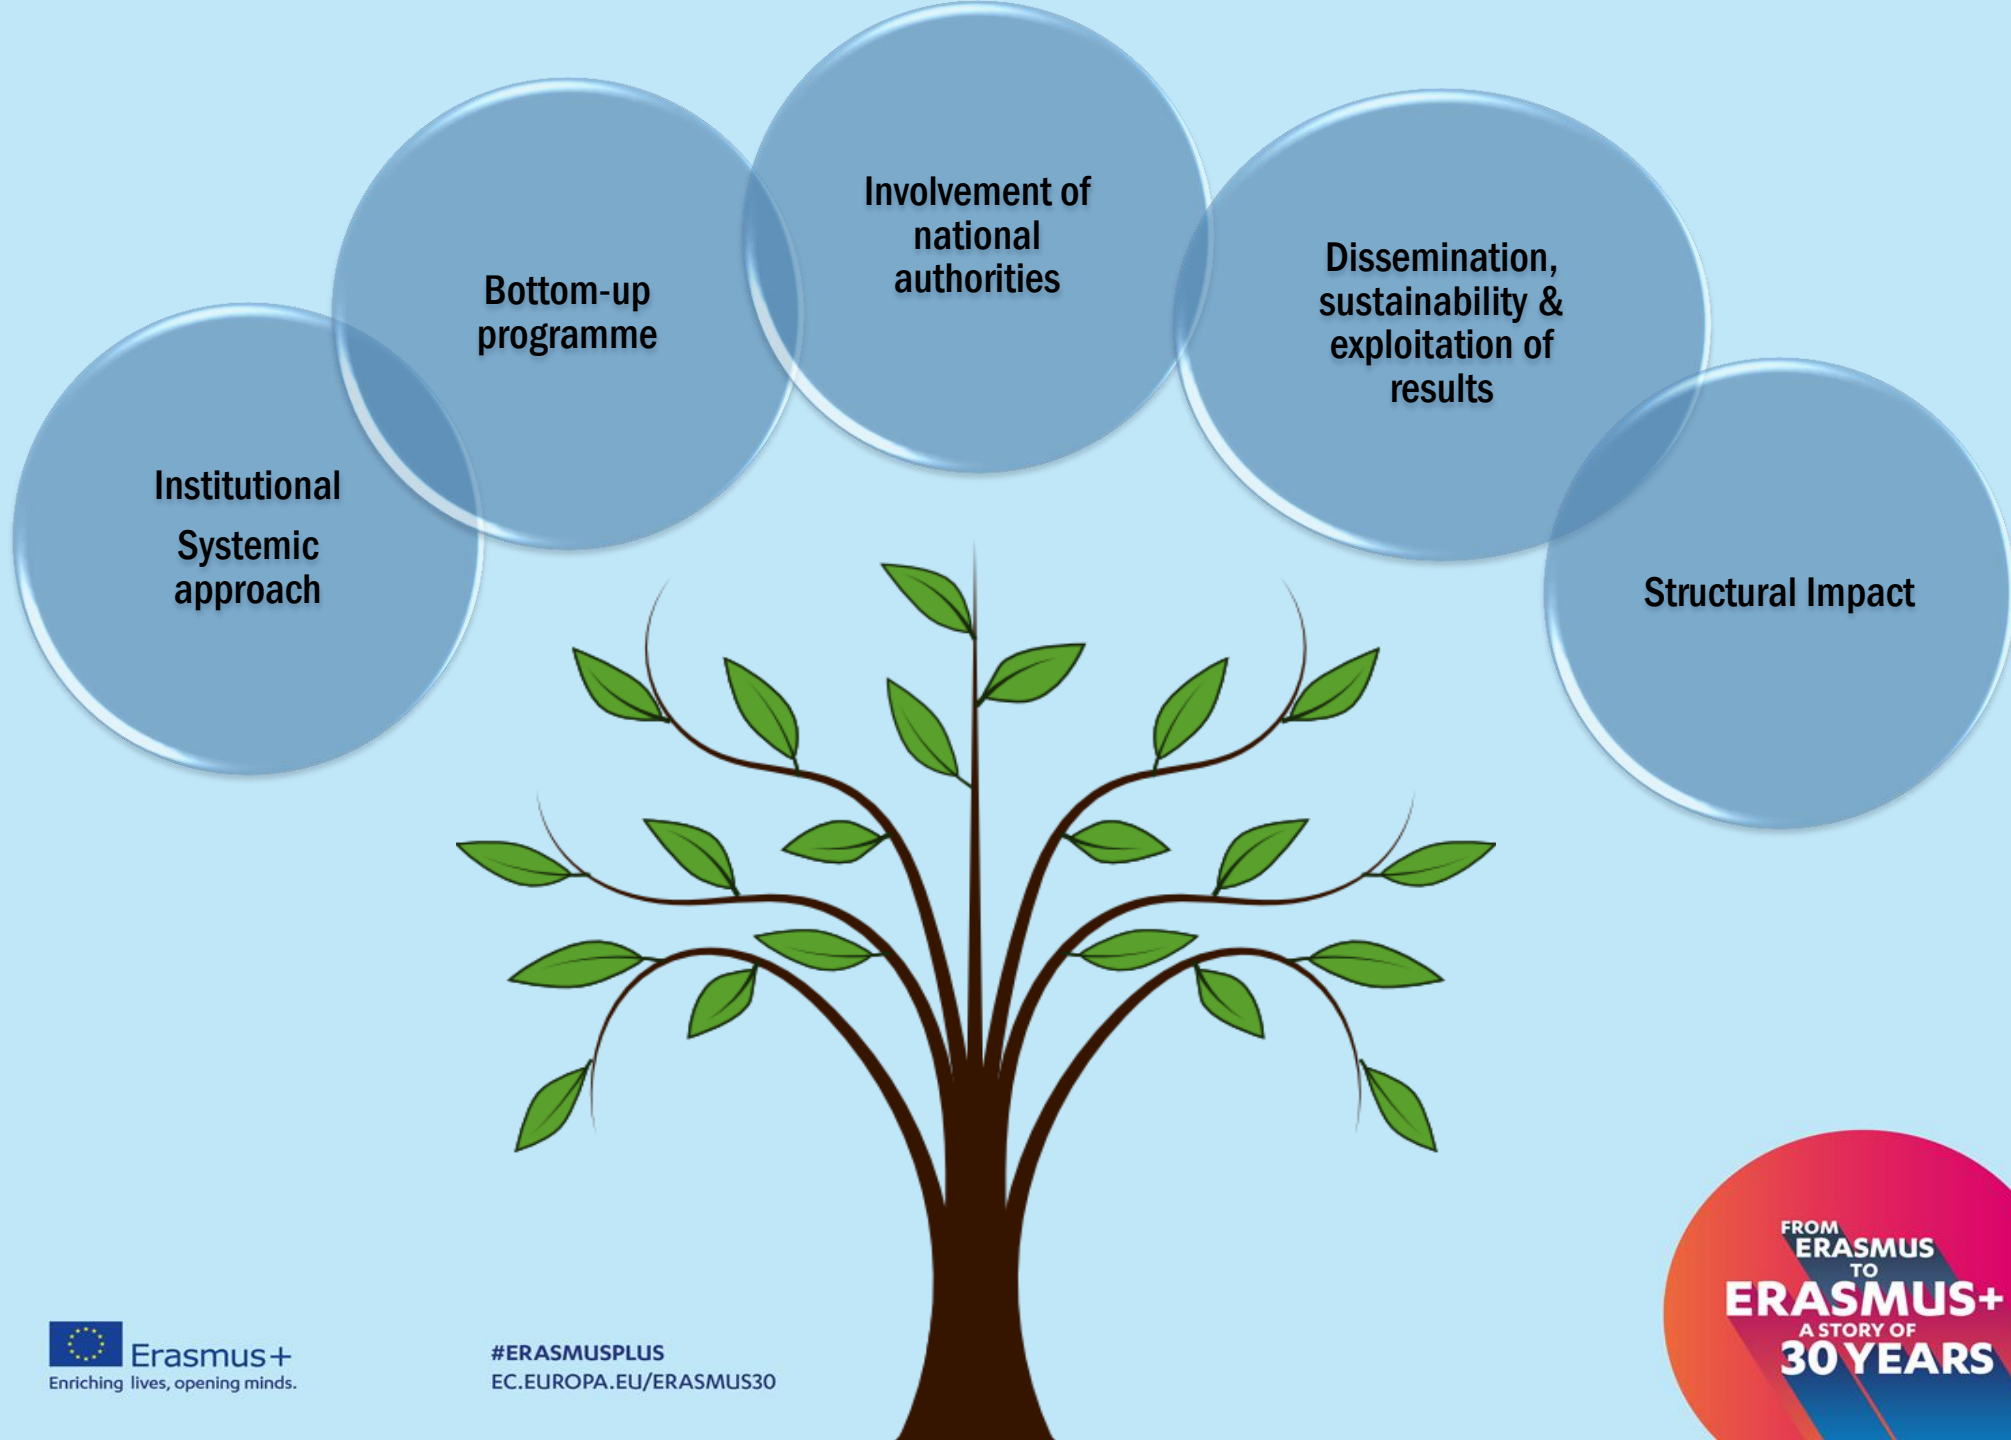 Institutional
Systemic
approach
Bottom-up
programme
Involvement of
national
authorities
Dissemination,
sustainability &
exploitation of
results
Structural Impact
Erasmus+
Enriching lives, opening minds.
#ERASMUSPLUS
EC.EUROPA.EU/ERASMUS30
FROM
ERASMUS
TO
ERASMUS+
A STORY OF
30 YEARS